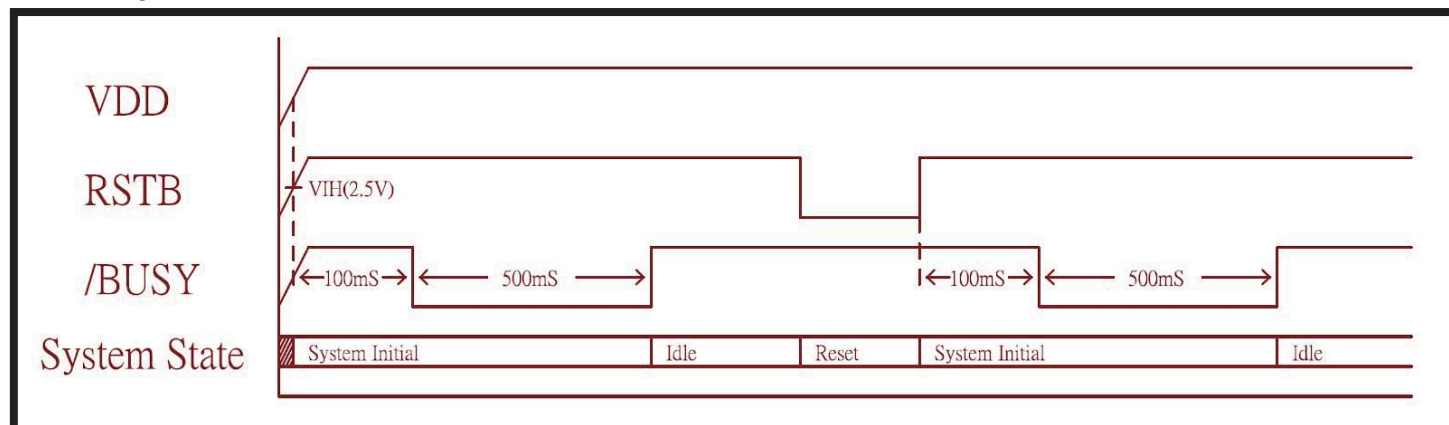 VDD
RSTB
VIH(2.5V)
/BUSY
100mS 500mS 100mS 500mS
System State
System Initial Idle Reset System Initial Idle